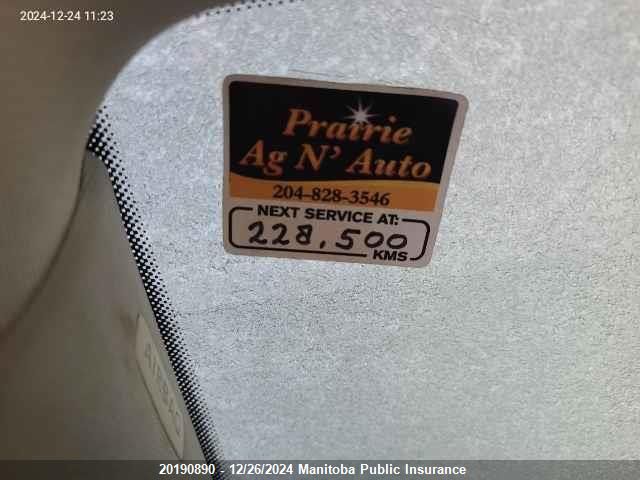 2024-12-24 11:23
Prairie
Ag N' Auto
204-828-3546
NEXT SERVICE AT:
228,500
KMS
AIRBAG
20190890 - 12/26/2024 Manitoba Public Insurance